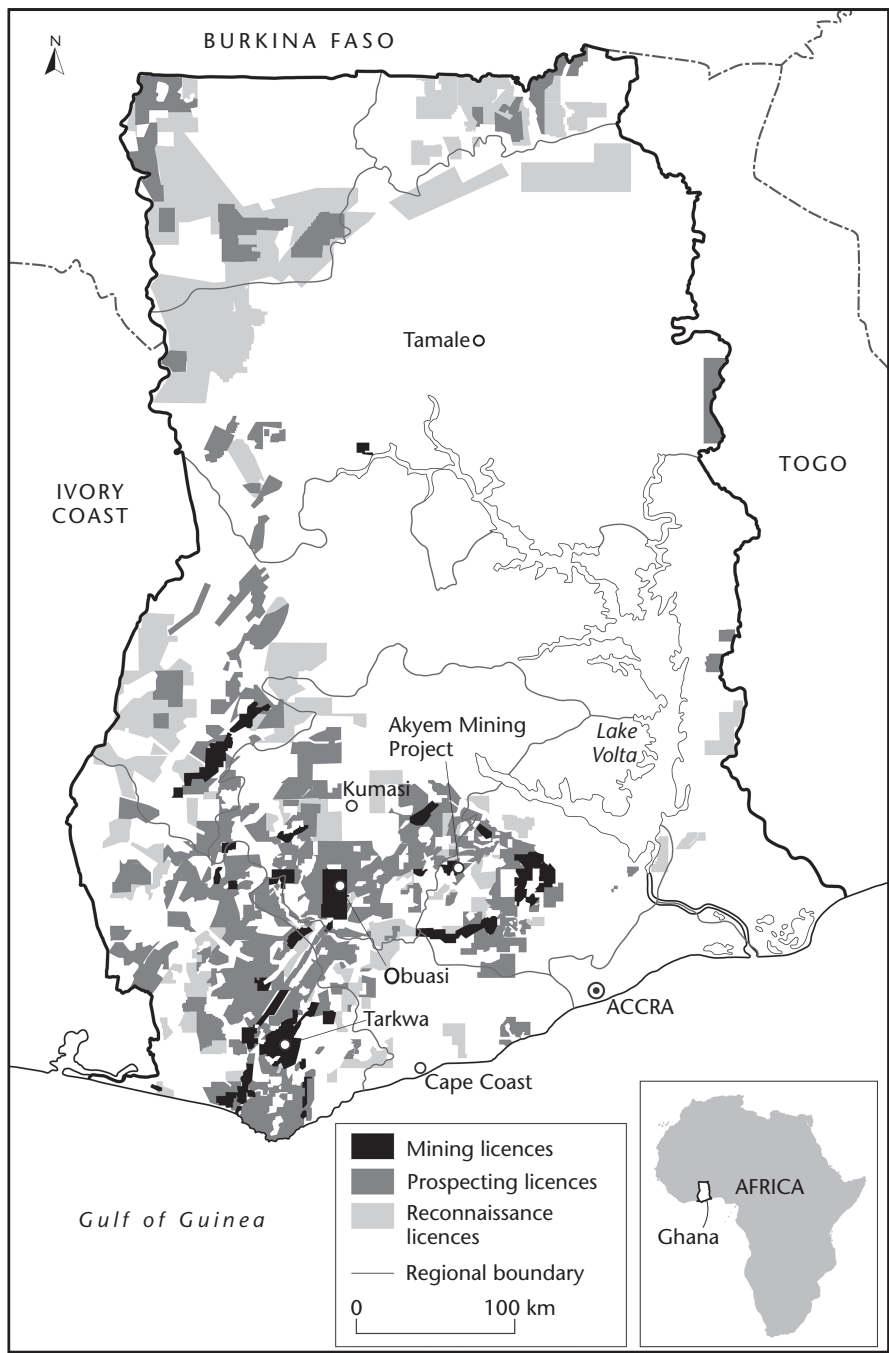 N
BURKINA FASO
Tamale
IVORY
COAST
TOGO
Akyem Mining
Project
Lake
Volta
Kumasi
Obuasi
ACCRA
Tarkwa
Cape Coast
Gulf of Guinea
Mining licences
Prospecting licences
Reconnaissance
licences
Regional boundary
0 100 km
AFRICA
Ghana